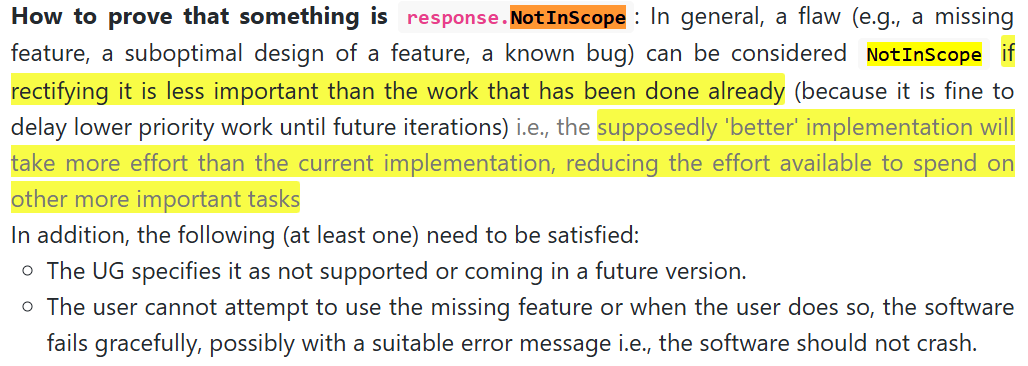 How to prove that something is response.NotInScope : In general, a flaw (e.g., a missing
feature, a suboptimal design of a feature, a known bug) can be considered NotInScope if
rectifying it is less important than the work that has been done already (because it is fine to
delay lower priority work until future iterations) i.e., the supposedly 'better' implementation will
take more effort than the current implementation, reducing the effort available to spend on
other more important tasks
In addition, the following (at least one) need to be satisfied:
○ The UG specifies it as not supported or coming in a future version.
○ The user cannot attempt to use the missing feature or when the user does so, the software
fails gracefully, possibly with a suitable error message i.e., the software should not crash.